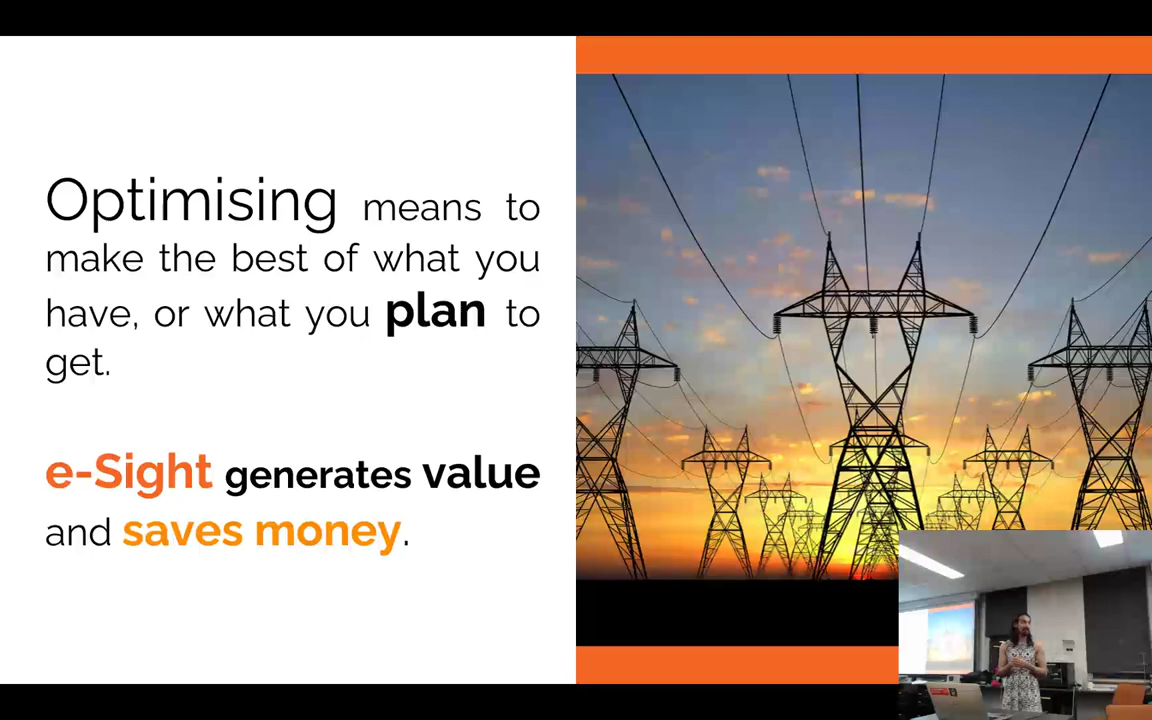 Optimising means to
make the best of what you
have, or what you plan to
get.
e-Sight generates value
and saves money.